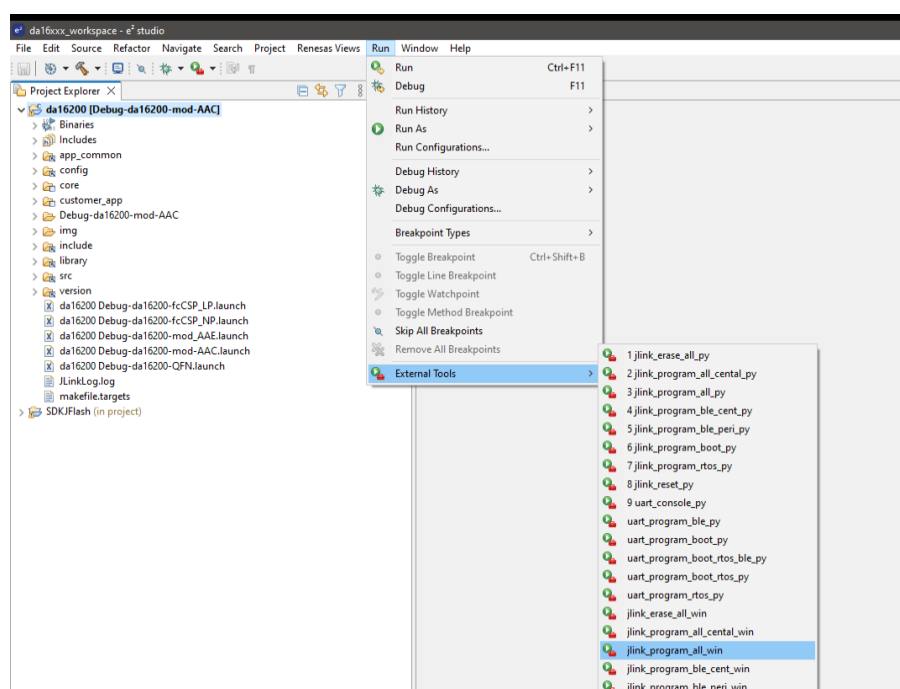 da16xxx_workspace - e² studio
File Edit Source Refactor Navigate Search Project Renesas Views Run Window Help
Project Explorer
da16200 [Debug-da16200-mod-AAC]
Binaries
Includes
app_common
config
core
customer_app
Debug-da16200-mod-AAC
img
include
library
src
version
da16200 Debug-da16200-fcCSP_LP.launch
da16200 Debug-da16200-fcCSP_NP.launch
da16200 Debug-da16200-mod_AAE.launch
da16200 Debug-da16200-mod-AAC.launch
da16200 Debug-da16200-QFN.launch
JLinkLog.log
makefile.targets
SDKJFlash (in project)
Run Ctrl+F11
Debug F11
Run History
Run As
Run Configurations...
Debug History
Debug As
Debug Configurations...
Breakpoint Types
Toggle Breakpoint Ctrl+Shift+B
Toggle Line Breakpoint
Toggle Watchpoint
Toggle Method Breakpoint
Skip All Breakpoints
Remove All Breakpoints
External Tools
1 jlink_erase_all_py
2 jlink_program_all_cental_py
3 jlink_program_all_py
4 jlink_program_ble_cent_py
5 jlink_program_ble_peri_py
6 jlink_program_boot_py
7 jlink_program_rtos_py
8 jlink_reset_py
9 uart_console_py
uart_program_ble_py
uart_program_boot_py
uart_program_boot_rtos_ble_py
uart_program_boot_rtos_py
uart_program_rtos_py
jlink_erase_all_win
jlink_program_all_cental_win
jlink_program_all_win
jlink_program_ble_cent_win
jlink_program_ble_peri_win